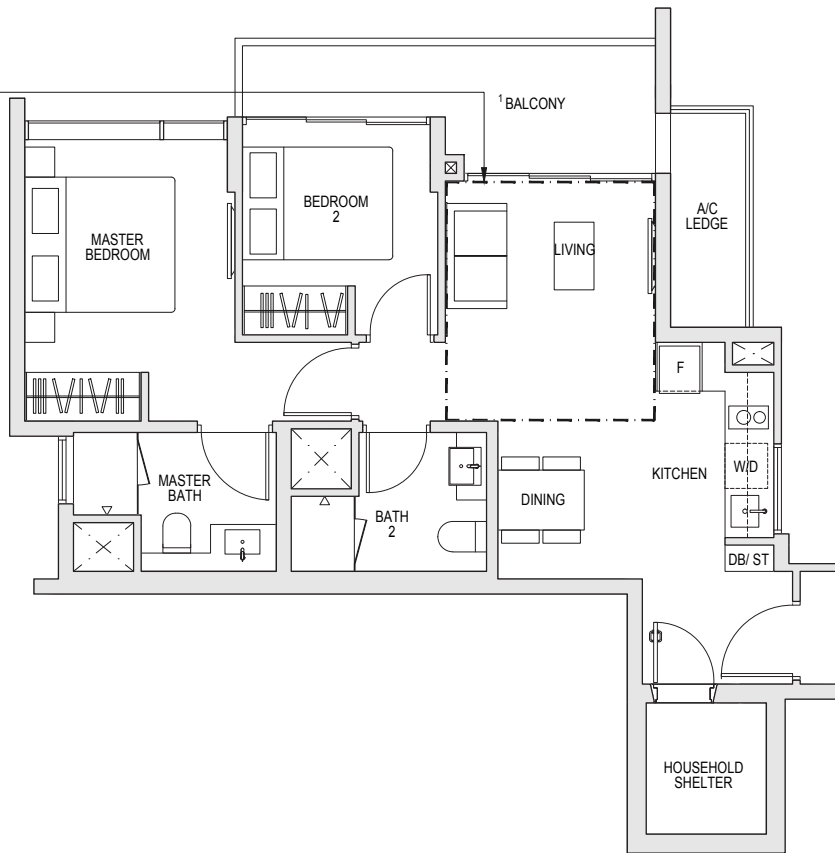 1 BALCONY
BEDROOM
2
A/C
LEDGE
MASTER
BEDROOM
LIVING
F
KITCHEN
W/D
MASTER
BATH
DINING
BATH
2
DB/ ST
HOUSEHOLD
SHELTER